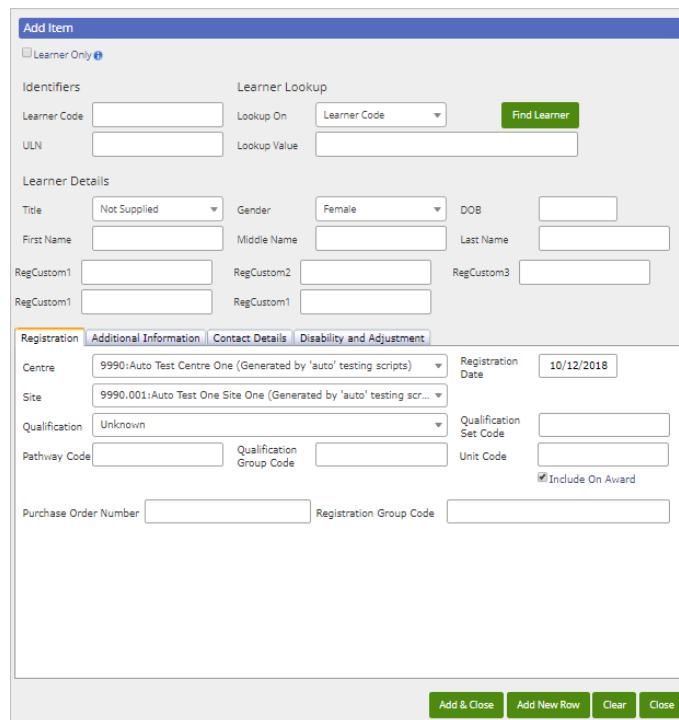 Add Item
Learner Only
Identifiers Learner Lookup
Learner Code Lookup On Learner Code Find Learner
ULN Lookup Value
Learner Details
Title Not Supplied Gender Female DOB
First Name Middle Name Last Name
RegCustom1 RegCustom2 RegCustom3
RegCustom1 RegCustom1
Registration Additional Information Contact Details Disability and Adjustment
Centre 9990:Auto Test Centre One (Generated by 'auto' testing scripts) Registration Date 10/12/2018
Site 9990.001:Auto Test One Site One (Generated by 'auto' testing scr...
Qualification Unknown Qualification Set Code
Pathway Code Qualification Group Code Unit Code
Include On Award
Purchase Order Number Registration Group Code
Add & Close Add New Row Clear Close